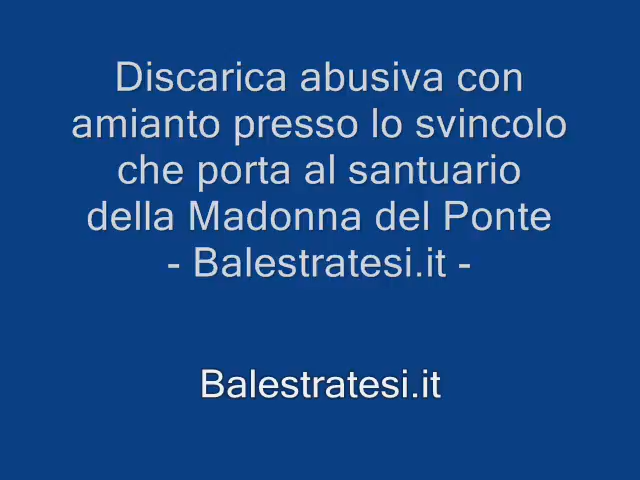 Discarica abusiva con
amianto presso lo svincolo
che porta al santuario
della Madonna del Ponte
- Balestratesi.it -
Balestratesi.it